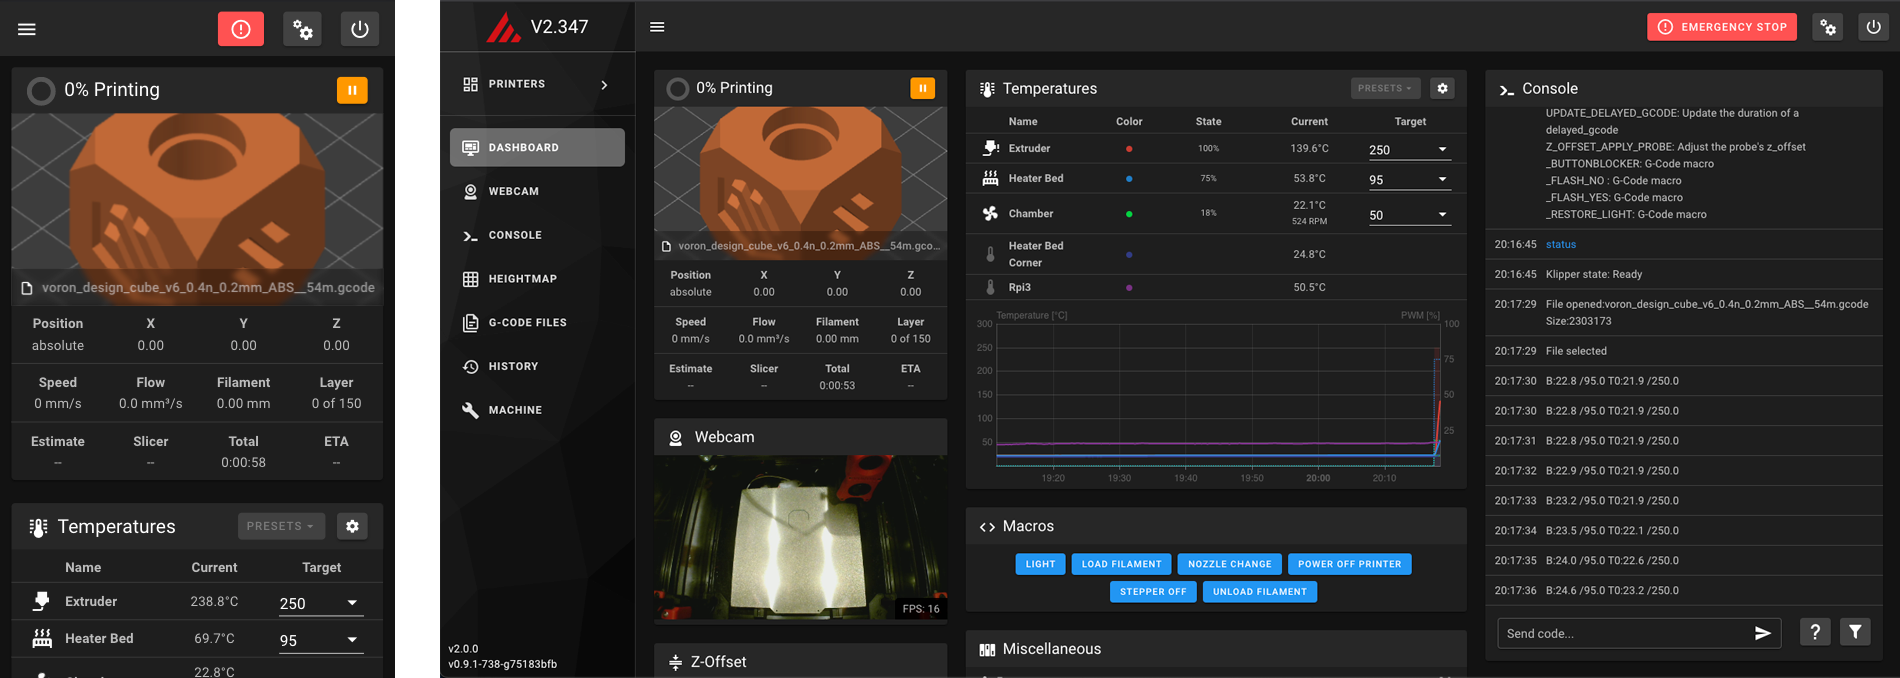 0% Printing
voron_design_cube_v6_0.4n_0.2mm_ABS__54m.gcode
Position X Y Z
absolute 0.00 0.00 0.00
Speed Flow Filament Layer
0 mm/s 0.0 mm³/s 0.00 mm 0 of 150
Estimate Slicer Total ETA
-- -- 0:00:58 --
Temperatures PRESETS
Name Current Target
Extruder 238.8°C 250
Heater Bed 69.7°C 95
22.8°C
V2.347
PRINTERS
DASHBOARD
WEBCAM
CONSOLE
HEIGHTMAP
G-CODE FILES
HISTORY
MACHINE
v2.0.0
v0.9.1-738-g75183bfb
EMERGENCY STOP
0% Printing
voron_design_cube_v6_0.4n_0.2mm_ABS__54m.gco...
Position X Y Z
absolute 0.00 0.00 0.00
Speed Flow Filament Layer
0 mm/s 0.0 mm³/s 0.00 mm 0 of 150
Estimate Slicer Total ETA
-- -- 0:00:53 --
Webcam
FPS: 16
Z-Offset
Temperatures PRESETS
Name Color State Current Target
Extruder 100% 139.6°C 250
Heater Bed 75% 53.8°C 95
Chamber 18% 22.1°C 50
524 RPM
Heater Bed
Corner 24.8°C
Rpi3 50.5°C
Temperature [°C] PWM [%]
300 100
250
75
200
150 50
100
25
50
19:20 19:30 19:40 19:50 20:00 20:10
Macros
LIGHT LOAD FILAMENT NOZZLE CHANGE POWER OFF PRINTER
STEPPER OFF UNLOAD FILAMENT
Miscellaneous
Console
UPDATE_DELAYED_GCODE: Update the duration of a
delayed_gcode
Z_OFFSET_APPLY_PROBE: Adjust the probe's z_offset
_BUTTONBLOCKER: G-Code macro
_FLASH_NO : G-Code macro
_FLASH_YES: G-Code macro
_RESTORE_LIGHT: G-Code macro
20:16:45 status
20:16:45 Klipper state: Ready
20:17:29 File opened:voron_design_cube_v6_0.4n_0.2mm_ABS__54m.gcode
Size:2303173
20:17:29 File selected
20:17:30 B:22.8 /95.0 T0:21.9 /250.0
20:17:30 B:22.8 /95.0 T0:21.9 /250.0
20:17:31 B:22.8 /95.0 T0:21.9 /250.0
20:17:32 B:22.9 /95.0 T0:21.9 /250.0
20:17:33 B:23.2 /95.0 T0:21.9 /250.0
20:17:34 B:23.5 /95.0 T0:22.1 /250.0
20:17:35 B:24.0 /95.0 T0:22.6 /250.0
20:17:36 B:24.6 /95.0 T0:23.2 /250.0
Send code...